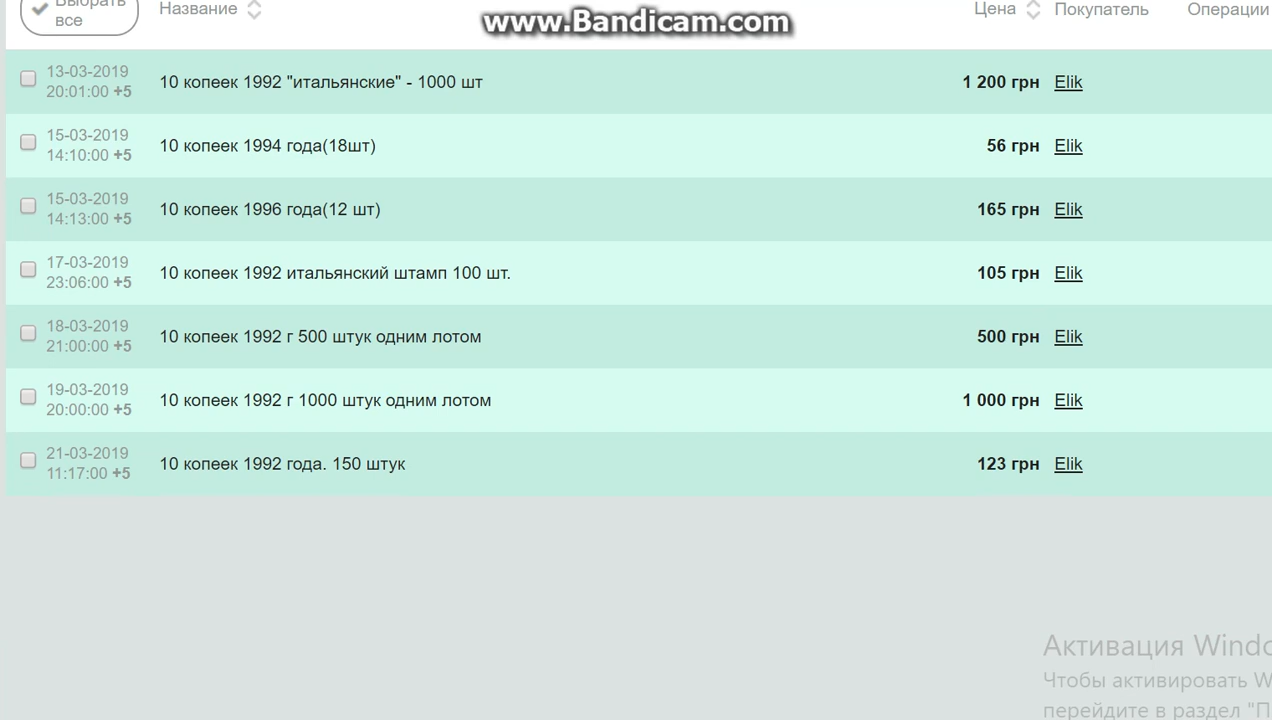 Выбрать
все
Название
www.Bandicam.com
Цена
Покупатель
Операции
13-03-2019
20:01:00 +5
10 копеек 1992 "итальянские" - 1000 шт
1 200 грн
Elik
15-03-2019
14:10:00 +5
10 копеек 1994 года(18шт)
56 грн
Elik
15-03-2019
14:13:00 +5
10 копеек 1996 года(12 шт)
165 грн
Elik
17-03-2019
23:06:00 +5
10 копеек 1992 итальянский штамп 100 шт.
105 грн
Elik
18-03-2019
21:00:00 +5
10 копеек 1992 г 500 штук одним лотом
500 грн
Elik
19-03-2019
20:00:00 +5
10 копеек 1992 г 1000 штук одним лотом
1 000 грн
Elik
21-03-2019
11:17:00 +5
10 копеек 1992 года. 150 штук
123 грн
Elik
Активация
Чтобы активировать
перейдите в раздел